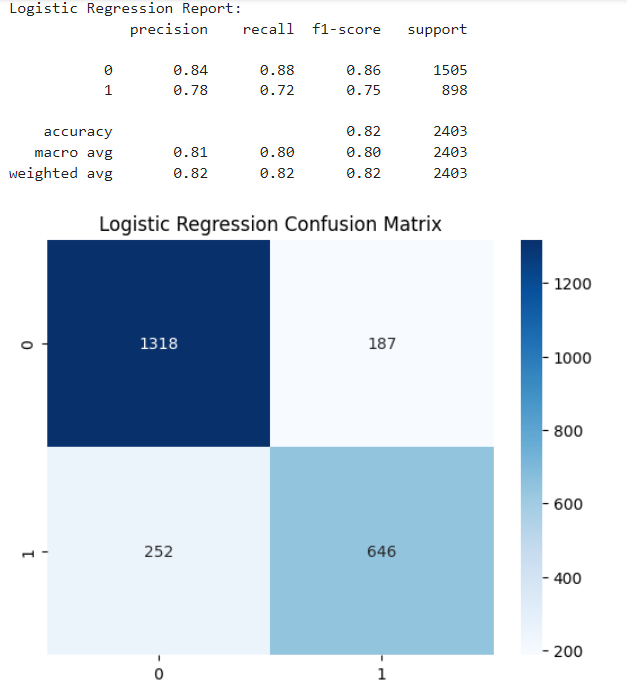 Logistic Regression Report:
precision recall f1-score support
0 0.84 0.88 0.86 1505
1 0.78 0.72 0.75 898
accuracy 0.82 2403
macro avg 0.81 0.80 0.80 2403
weighted avg 0.82 0.82 0.82 2403
Logistic Regression Confusion Matrix
0 1318 187
1 252 646
0 1
1200
1000
800
600
400
200